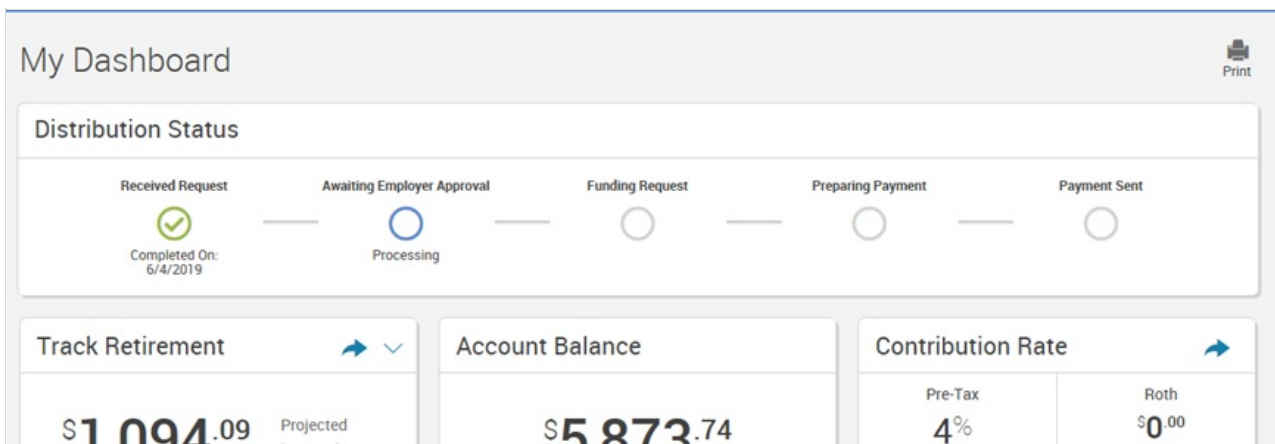 My Dashboard
Print
Distribution Status
Received Request
Awaiting Employer Approval
Funding Request
Preparing Payment
Payment Sent
Completed On:
6/4/2019
Processing
Track Retirement
Account Balance
Contribution Rate
$1,094.09
Projected
$5,873.74
Pre-Tax
4%
Roth
$0.00